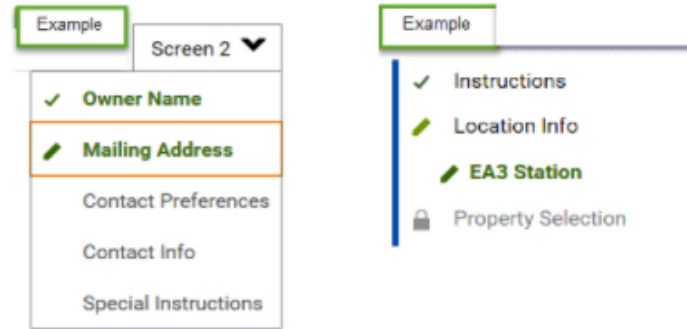 Example
Screen 2
Owner Name
Mailing Address
Contact Preferences
Contact Info
Special Instructions
Example
Instructions
Location Info
EA3 Station
Property Selection